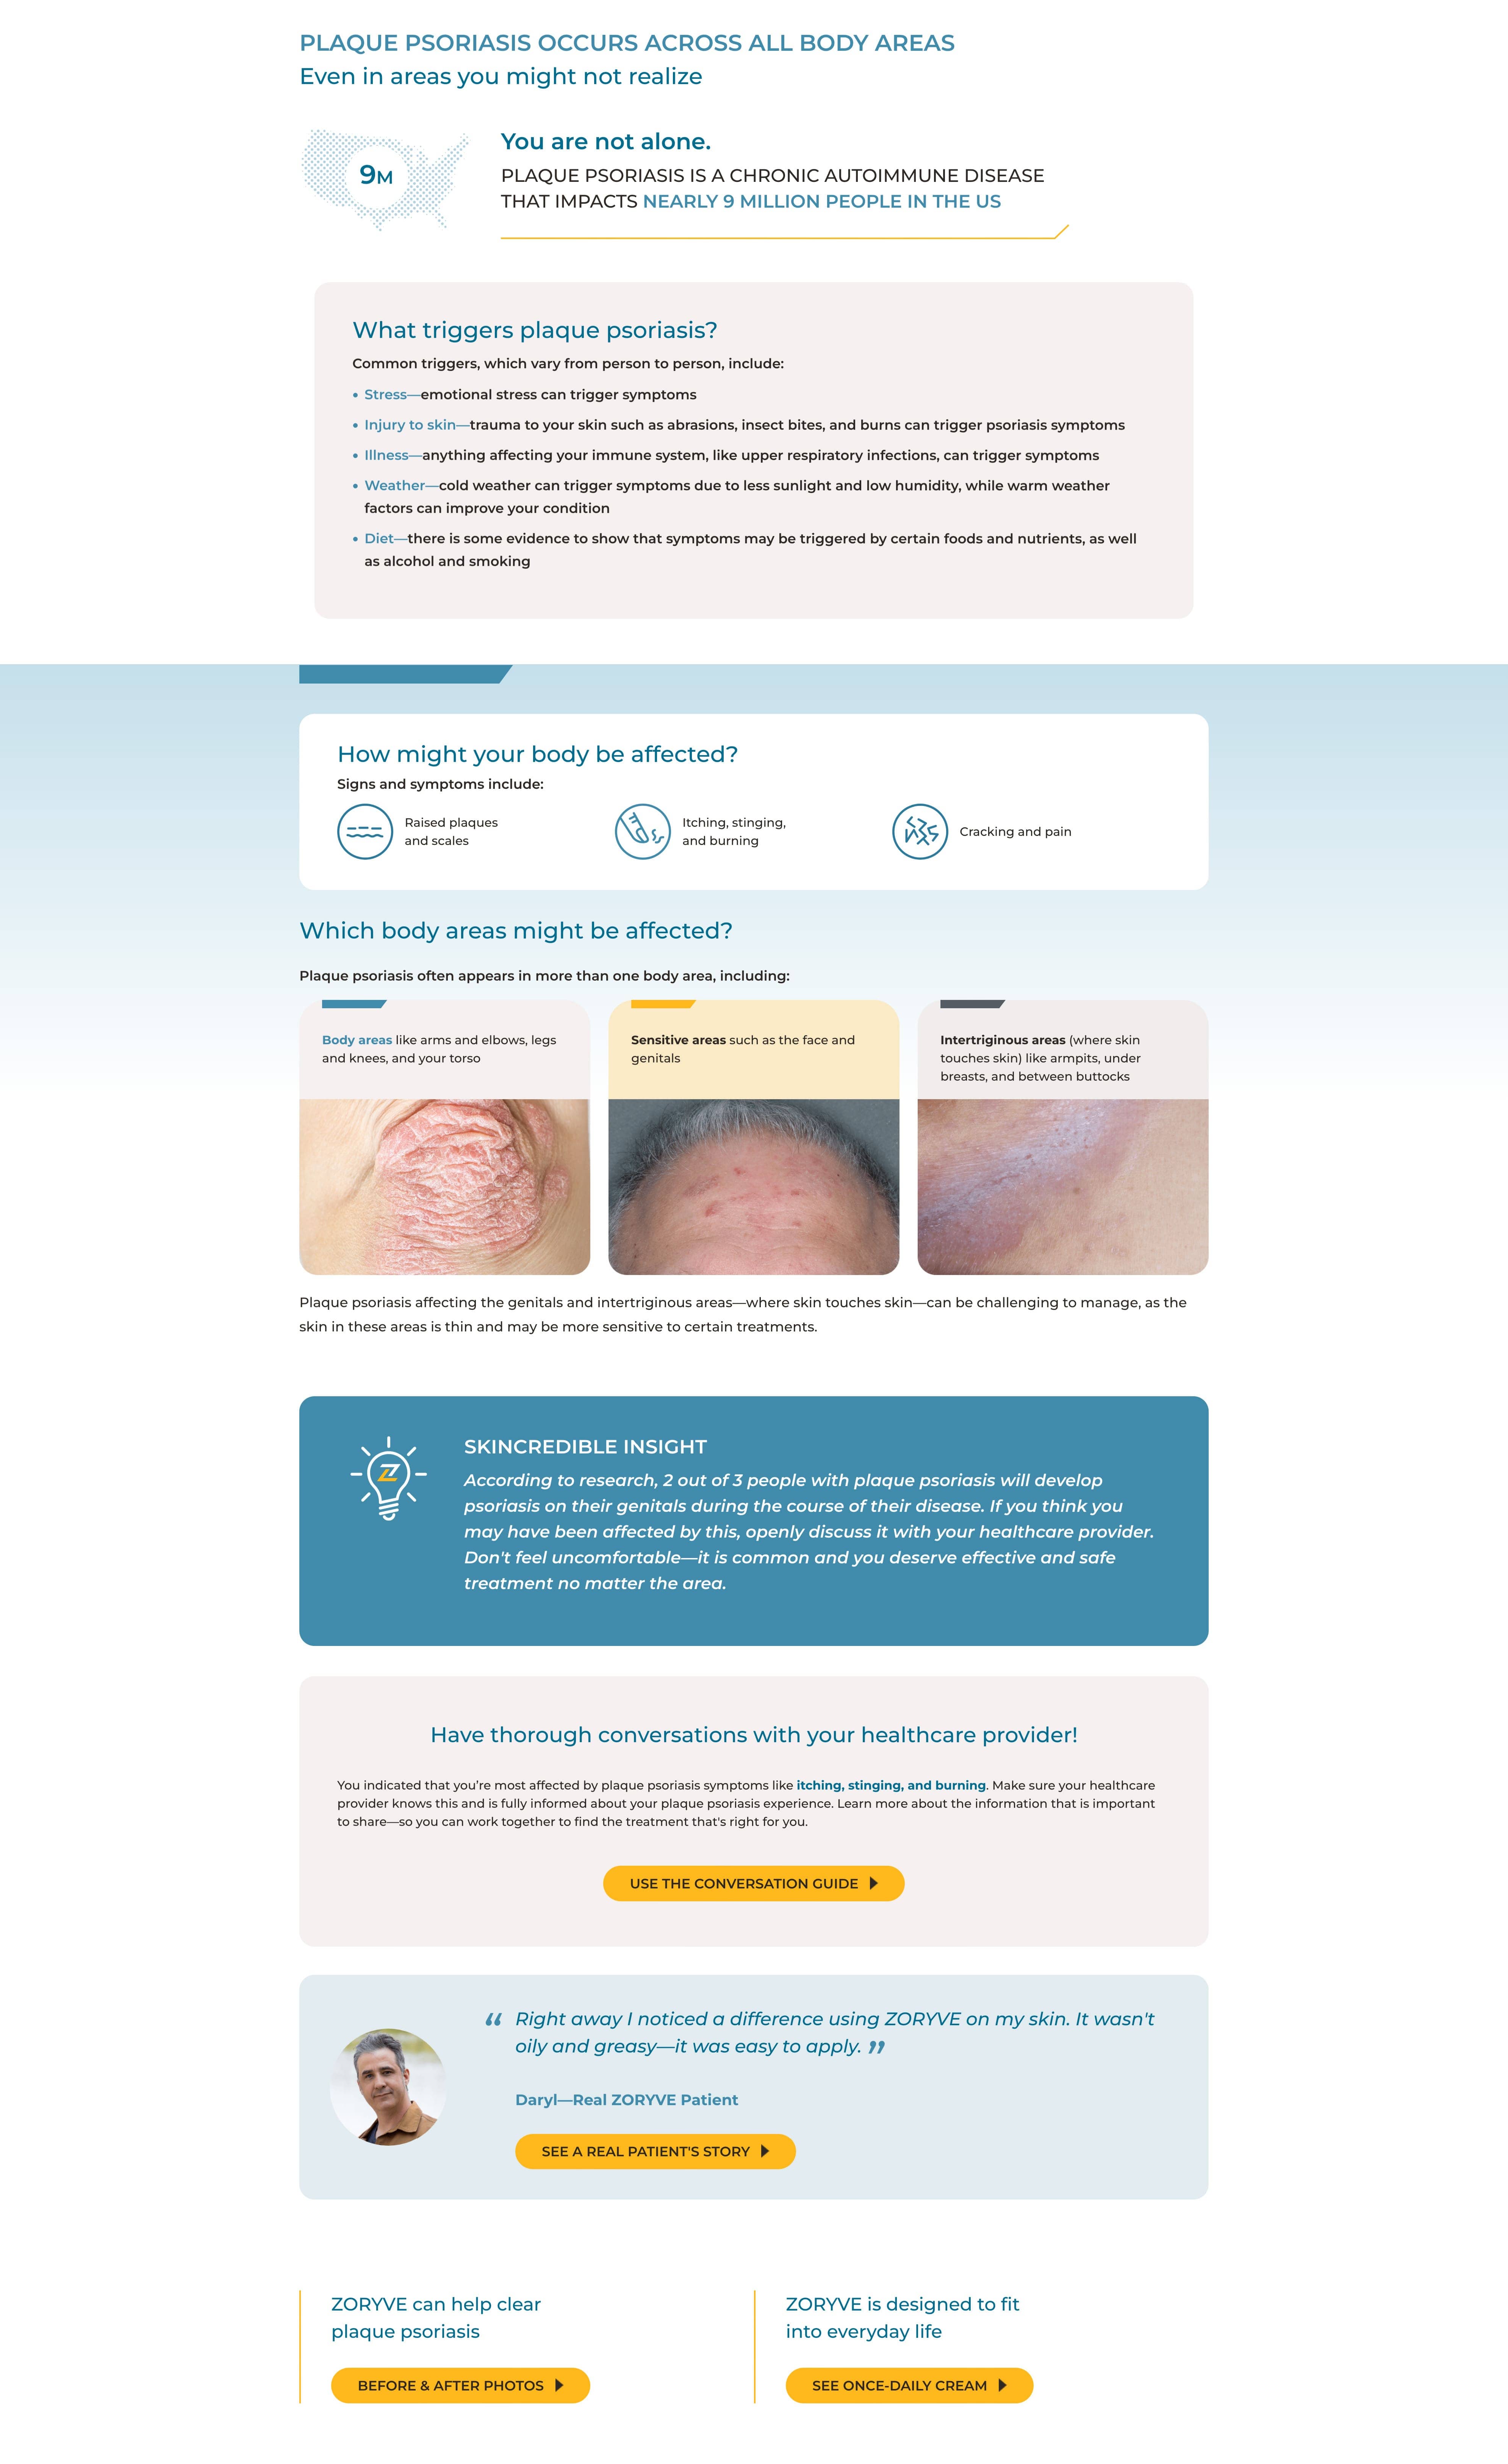 PLAQUE PSORIASIS OCCURS ACROSS ALL BODY AREAS
Even in areas you might not realize
9M
You are not alone.
PLAQUE PSORIASIS IS A CHRONIC AUTOIMMUNE DISEASE
THAT IMPACTS NEARLY 9 MILLION PEOPLE IN THE US
What triggers plaque psoriasis?
Common triggers, which vary from person to person, include:
• Stress—emotional stress can trigger symptoms
• Injury to skin—trauma to your skin such as abrasions, insect bites, and burns can trigger psoriasis symptoms
• Illness—anything affecting your immune system, like upper respiratory infections, can trigger symptoms
• Weather—cold weather can trigger symptoms due to less sunlight and low humidity, while warm weather
factors can improve your condition
• Diet—there is some evidence to show that symptoms may be triggered by certain foods and nutrients, as well
as alcohol and smoking
How might your body be affected?
Signs and symptoms include:
Raised plaques
and scales
Itching, stinging,
and burning
Cracking and pain
Which body areas might be affected?
Plaque psoriasis often appears in more than one body area, including:
Body areas like arms and elbows, legs
and knees, and your torso
Sensitive areas such as the face and
genitals
Intertriginous areas (where skin
touches skin) like armpits, under
breasts, and between buttocks
Plaque psoriasis affecting the genitals and intertriginous areas—where skin touches skin—can be challenging to manage, as the
skin in these areas is thin and may be more sensitive to certain treatments.
SKINCREDIBLE INSIGHT
According to research, 2 out of 3 people with plaque psoriasis will develop
psoriasis on their genitals during the course of their disease. If you think you
may have been affected by this, openly discuss it with your healthcare provider.
Don't feel uncomfortable—it is common and you deserve effective and safe
treatment no matter the area.
Have thorough conversations with your healthcare provider!
You indicated that you're most affected by plaque psoriasis symptoms like itching, stinging, and burning. Make sure your healthcare
provider knows this and is fully informed about your plaque psoriasis experience. Learn more about the information that is important
to share—so you can work together to find the treatment that's right for you.
USE THE CONVERSATION GUIDE
“ Right away I noticed a difference using ZORYVE on my skin. It wasn't
oily and greasy—it was easy to apply. ”
Daryl—Real ZORYVE Patient
SEE A REAL PATIENT'S STORY
ZORYVE can help clear
plaque psoriasis
BEFORE & AFTER PHOTOS
ZORYVE is designed to fit
into everyday life
SEE ONCE-DAILY CREAM